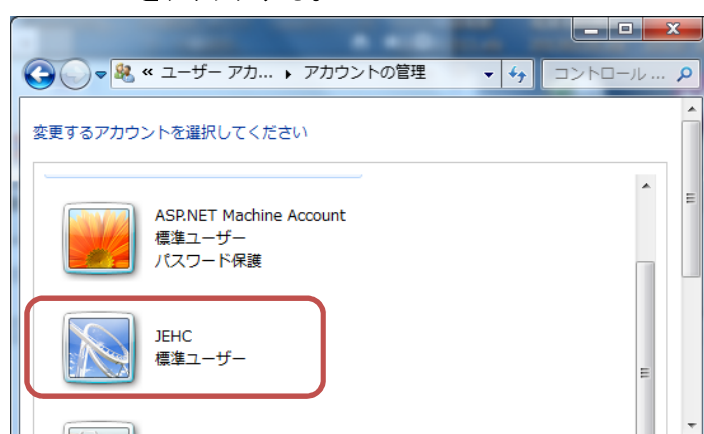 « ユーザー アカ... ▸ アカウントの管理
コントロール ...
変更するアカウントを選択してください
ASP.NET Machine Account
標準ユーザー
パスワード保護
JEHC
標準ユーザー